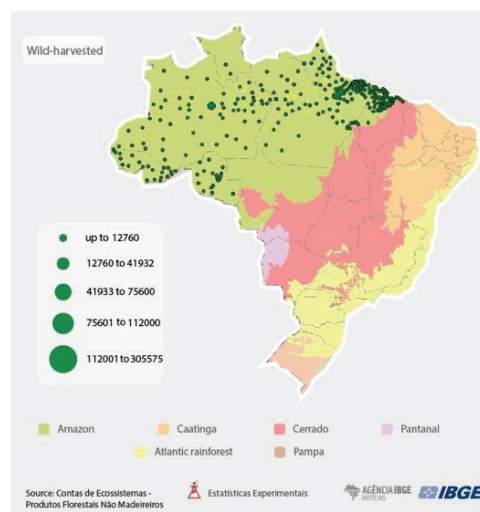 Wild-harvested
up to 12760
12760 to 41932
41933 to 75600
75601 to 112000
112001 to 305575
Amazon
Caatinga
Cerrado
Pantanal
Atlantic rainforest
Pampa
Source: Contas de Ecossistemas -
Produtos Florestais Não Madeireiros
Estatísticas Experimentais
AGÊNCIA IBGE
NOTÍCIAS
IBGE